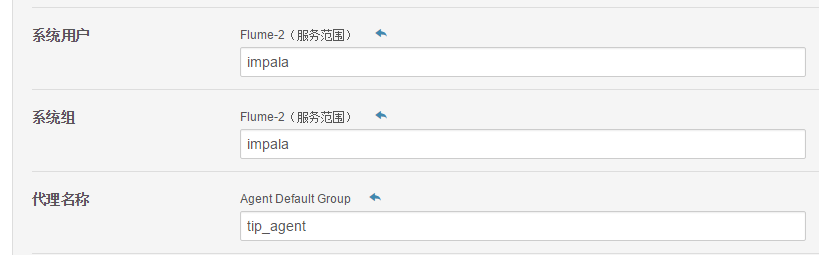 系统用户
Flume-2（服务范围）
impala
系统组
Flume-2（服务范围）
impala
代理名称
Agent Default Group
tip_agent